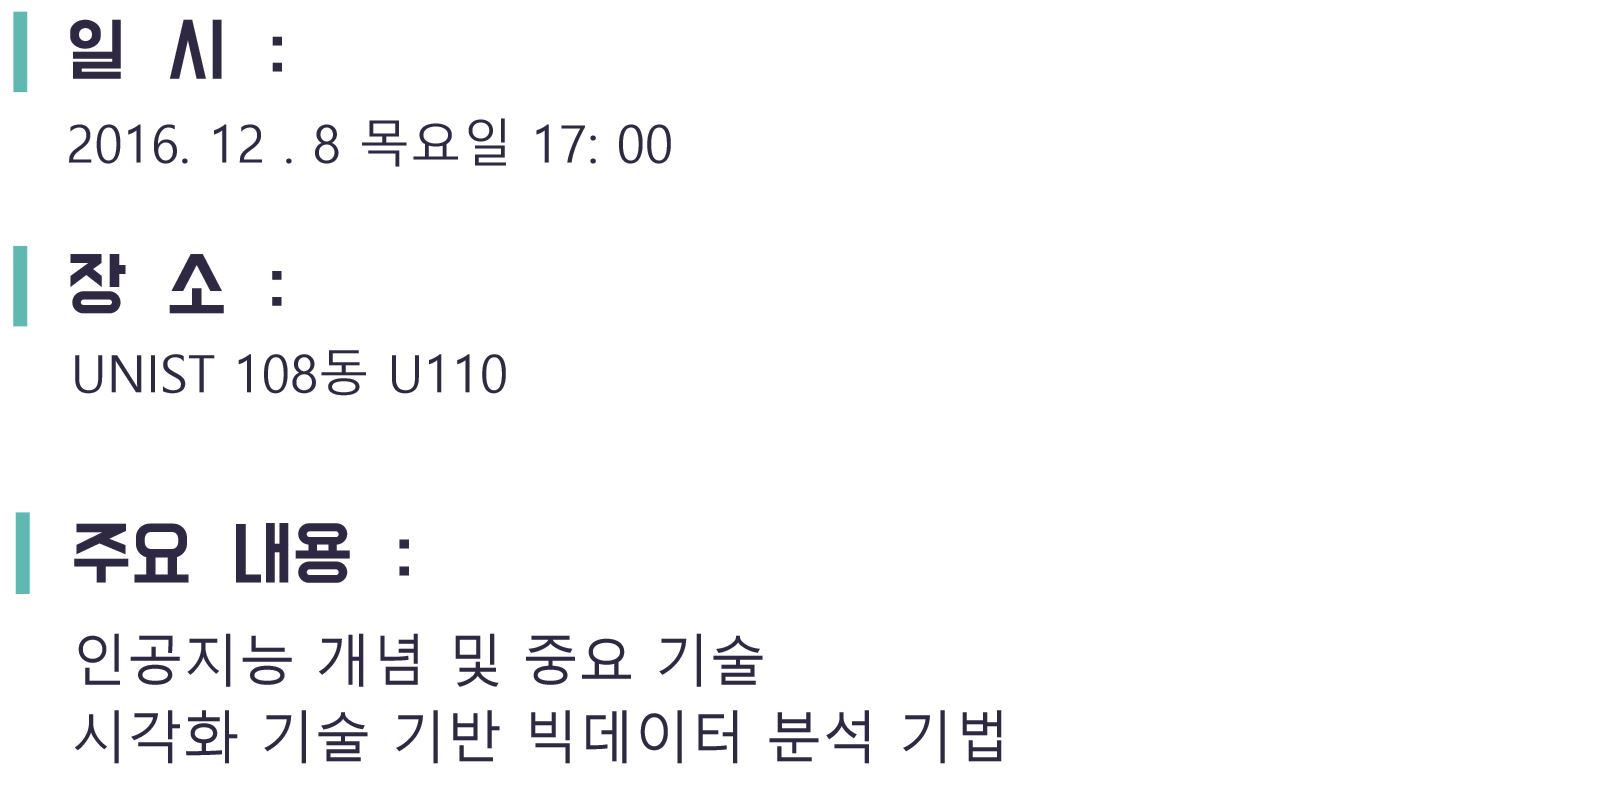 일 시 :
2016. 12 . 8 목요일 17: 00
장 소 :
UNIST 108동 U110
주요 내용 :
인공지능 개념 및 중요 기술
시각화 기술 기반 빅데이터 분석 기법